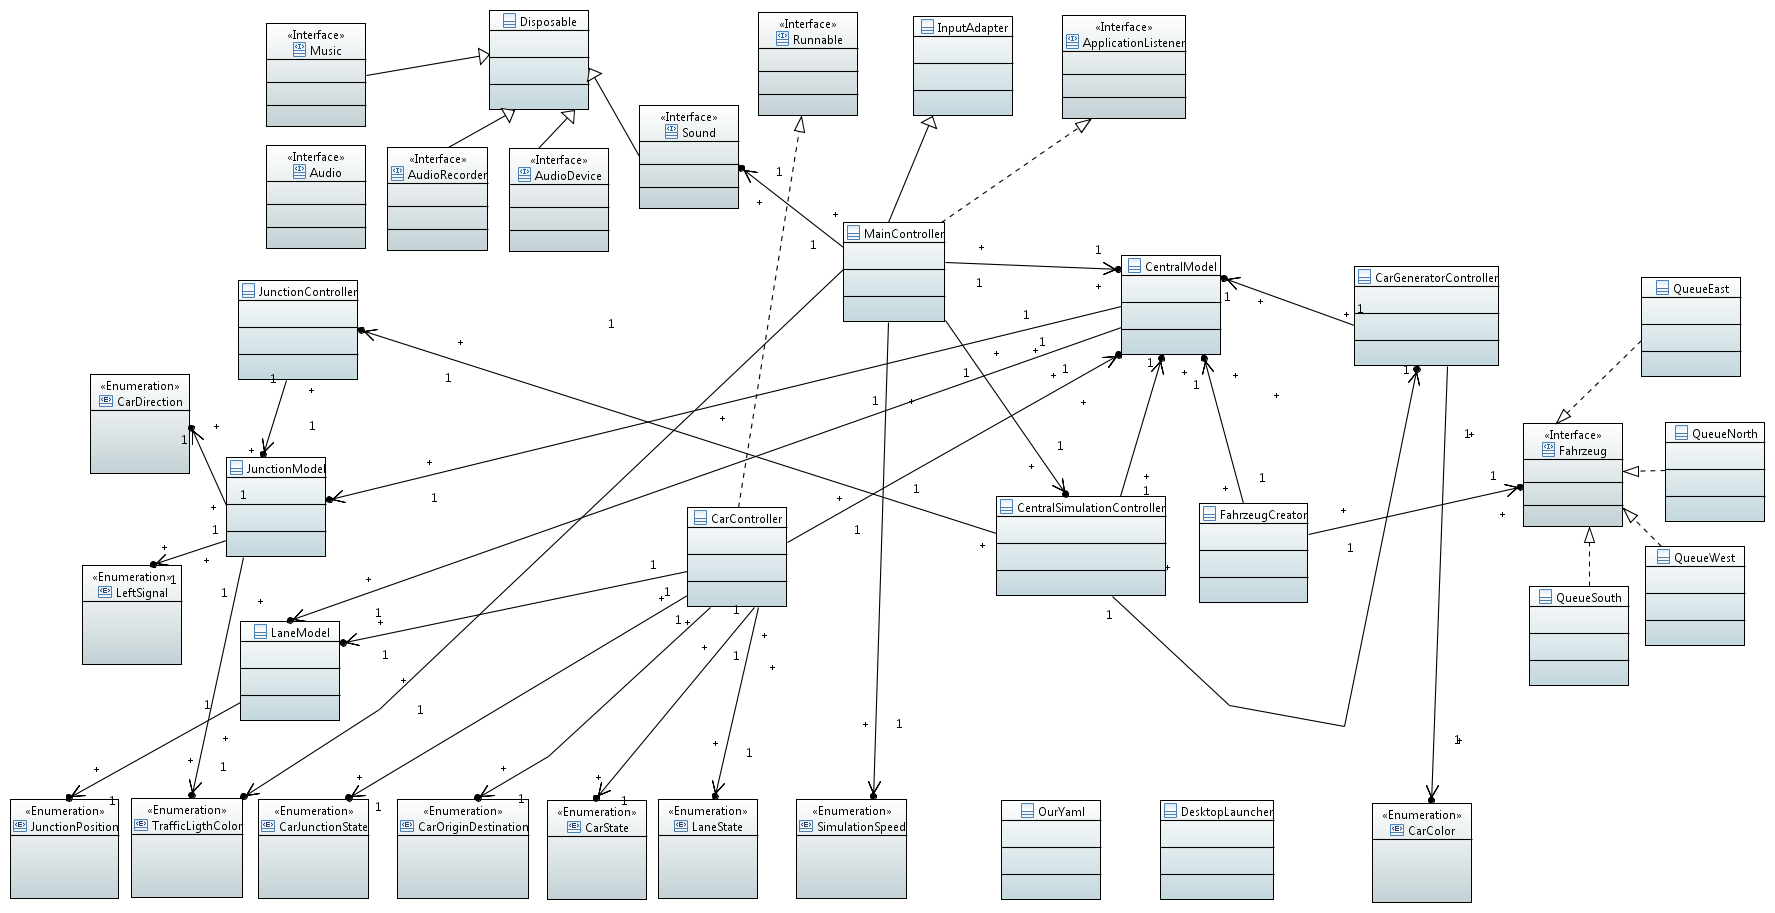 Disposable
«Interface»
Music
«Interface»
Runnable
InputAdapter
«Interface»
ApplicationListener
«Interface»
Sound
«Interface»
Audio
«Interface»
AudioRecorder
«Interface»
AudioDevice
MainController
CentralModel
CarGeneratorController
QueueEast
JunctionController
«Enumeration»
CarDirection
«Interface»
Fahrzeug
QueueNorth
JunctionModel
CarController
CentralSimulationController
FahrzeugCreator
QueueWest
«Enumeration»
LeftSignal
QueueSouth
LaneModel
«Enumeration»
JunctionPosition
«Enumeration»
TrafficLigthColor
«Enumeration»
CarJunctionState
«Enumeration»
CarOriginDestination
«Enumeration»
CarState
«Enumeration»
LaneState
«Enumeration»
SimulationSpeed
OurYaml
DesktopLauncher
«Enumeration»
CarColor